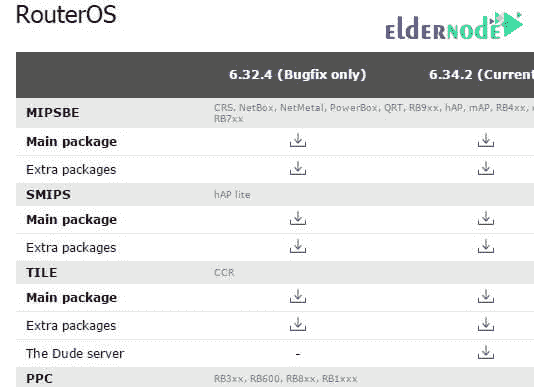 RouterOS
ELDERNODE
6.32.4 (Bugfix only) 6.34.2 (Current
MIPSBE CRS, NetBox, NetMetal, PowerBox, QRT, RB9xx, hAP, mAP, RB4xx,
RB7xx
Main package
Extra packages
SMIPS hAP lite
Main package
Extra packages
TILE CCR
Main package
Extra packages
The Dude server -
PPC RB3xx, RB600, RB8xx, RB1xxx